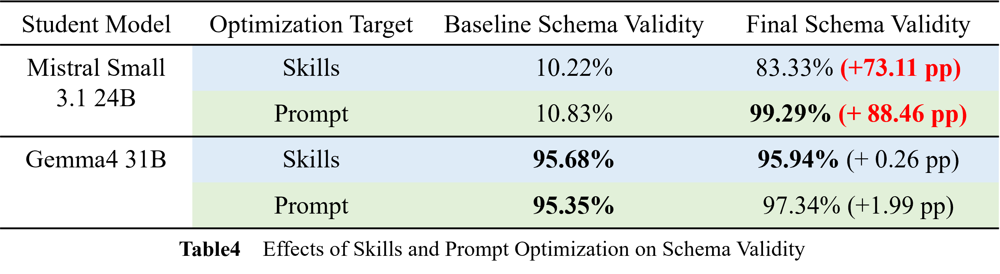 Student Model Optimization Target Baseline Schema Validity Final Schema Validity
Mistral Small 3.1 24B Skills 10.22% 83.33% (+73.11 pp)
Prompt 10.83% 99.29% (+ 88.46 pp)
Gemma4 31B Skills 95.68% 95.94% (+ 0.26 pp)
Prompt 95.35% 97.34% (+1.99 pp)
Table4 Effects of Skills and Prompt Optimization on Schema Validity